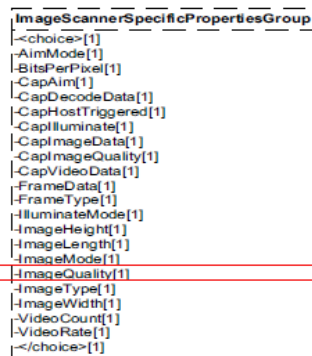 ImageScannerSpecificPropertiesGroup
-<choice>[1]
-AimMode[1]
-BitsPerPixel[1]
-CapAim[1]
-CapDecodeData[1]
-CapHostTriggered[1]
-CapIlluminate[1]
-CapImageData[1]
-CapImageQuality[1]
-CapVideoData[1]
-FrameData[1]
-FrameType[1]
-IlluminateMode[1]
-ImageHeight[1]
-ImageLength[1]
-ImageMode[1]
-ImageQuality[1]
-ImageType[1]
-ImageWidth[1]
-VideoCount[1]
-VideoRate[1]
-</choice>[1]